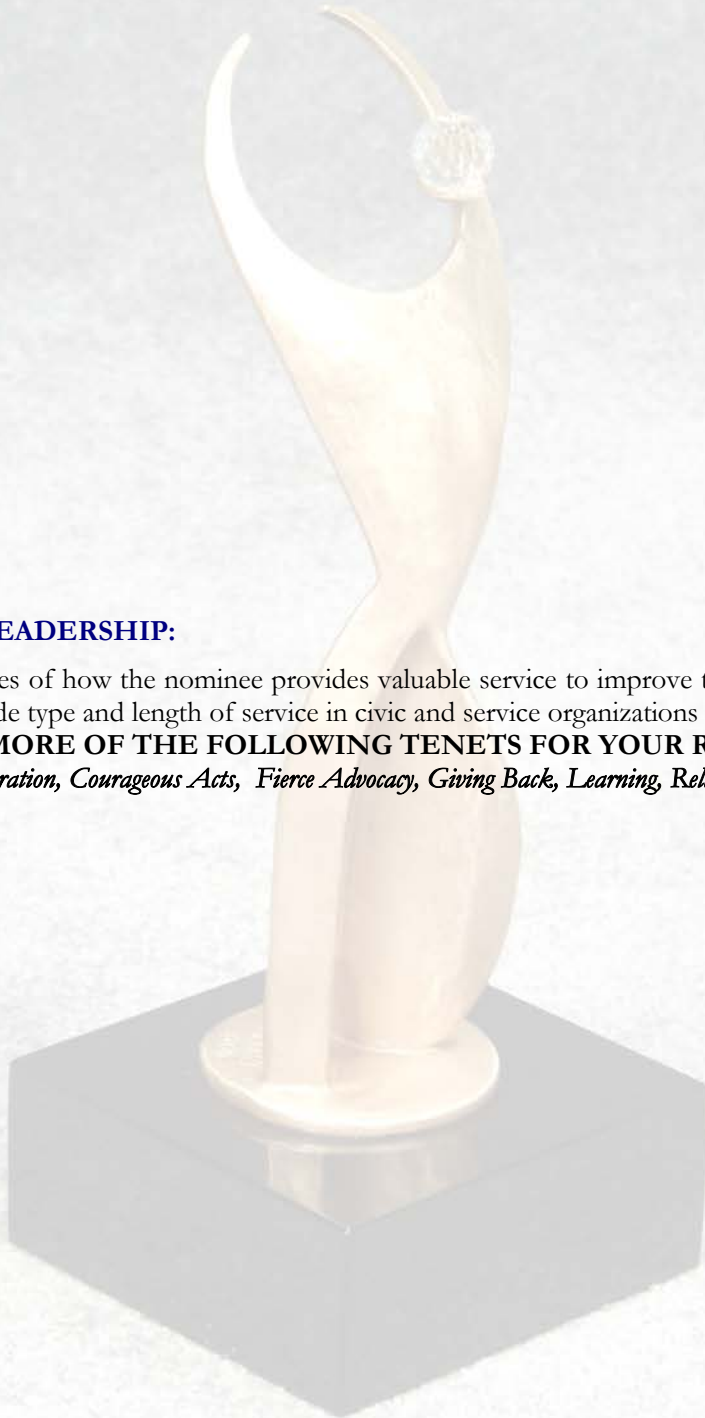 EADERSHIP:
es of how the nominee provides valuable service to improve t
de type and length of service in civic and service organizations
MORE OF THE FOLLOWING TENETS FOR YOUR R
ration, Courageous Acts, Fierce Advocacy, Giving Back, Learning, Rel